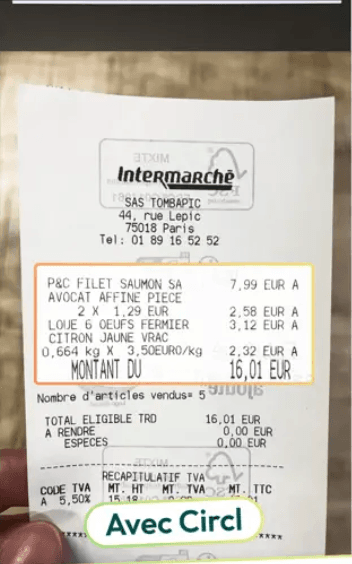 MIXTE
Intermarchē
SAS TOMBAPIC
44, rue Lepic
75018 Paris
Tel: 01 89 16 52 52
P&C FILET SAUMON SA 7,99 EUR A
AVOCAT AFFINE PIECE
2 X 1,29 EUR 2,58 EUR A
LOUE 6 OEUFS FERMIER 3,12 EUR A
CITRON JAUNE VRAC
0,664 kg X 3,50EURO/kg 2,32 EUR A
MONTANT DU 16,01 EUR
Nombre d'articles vendus= 5
TOTAL ELIGIBLE TRD 16,01 EUR
A RENDRE 0,00 EUR
ESPECES 0,00 EUR
RECAPITULATIF TVA
CODE TVA MT. HT MT. TVA MT. TTC
A 5,50% 15,18
Avec Circl